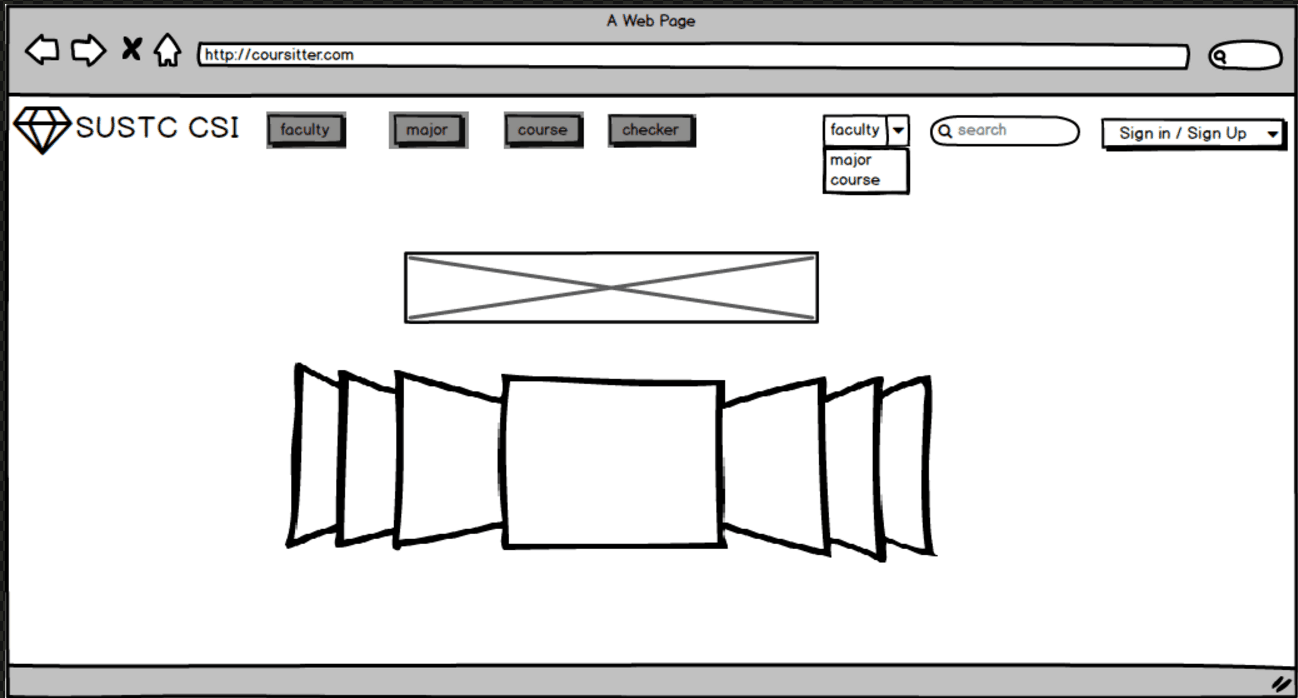 A Web Page
http://coursitter.com
SUSTC CSI
faculty
major
course
checker
faculty
major
course
search
Sign in / Sign Up